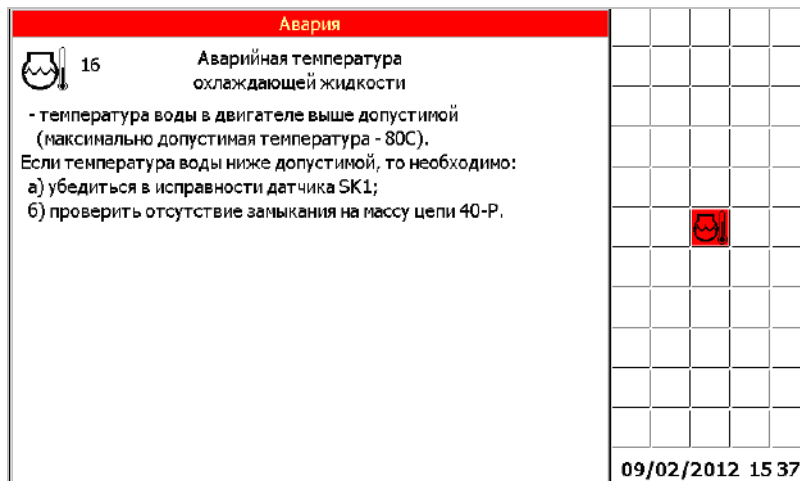 Авария
16
Аварийная температура
охлаждающей жидкости
- температура воды в двигателе выше допустимой
(максимально допустимая температура - 80С).
Если температура воды ниже допустимой, то необходимо:
а) убедиться в исправности датчика SK1;
б) проверить отсутствие замыкания на массу цепи 40-Р.
09/02/2012 15 37